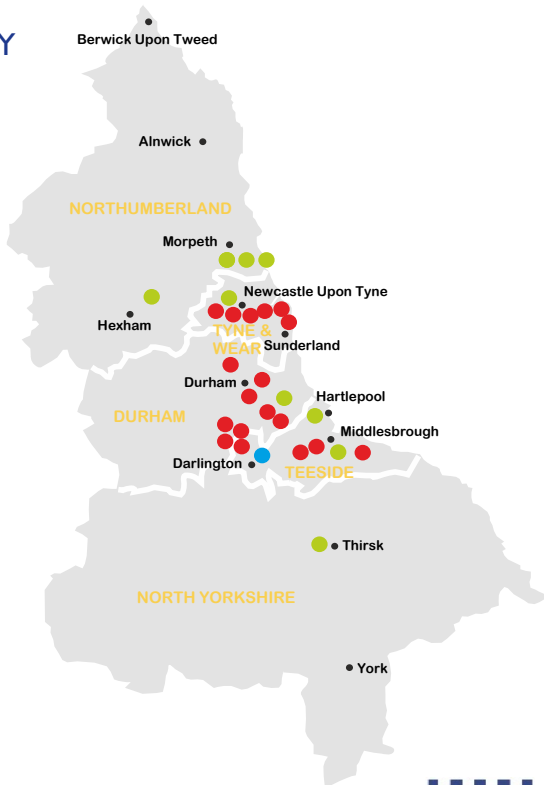 Y
Berwick Upon Tweed
Alnwick
NORTHUMBERLAND
Morpeth
Newcastle Upon Tyne
Hexham
TYNE &
WEAR
Sunderland
Durham
Hartlepool
DURHAM
Middlesbrough
Darlington
TEESIDE
Thirsk
NORTH YORKSHIRE
York